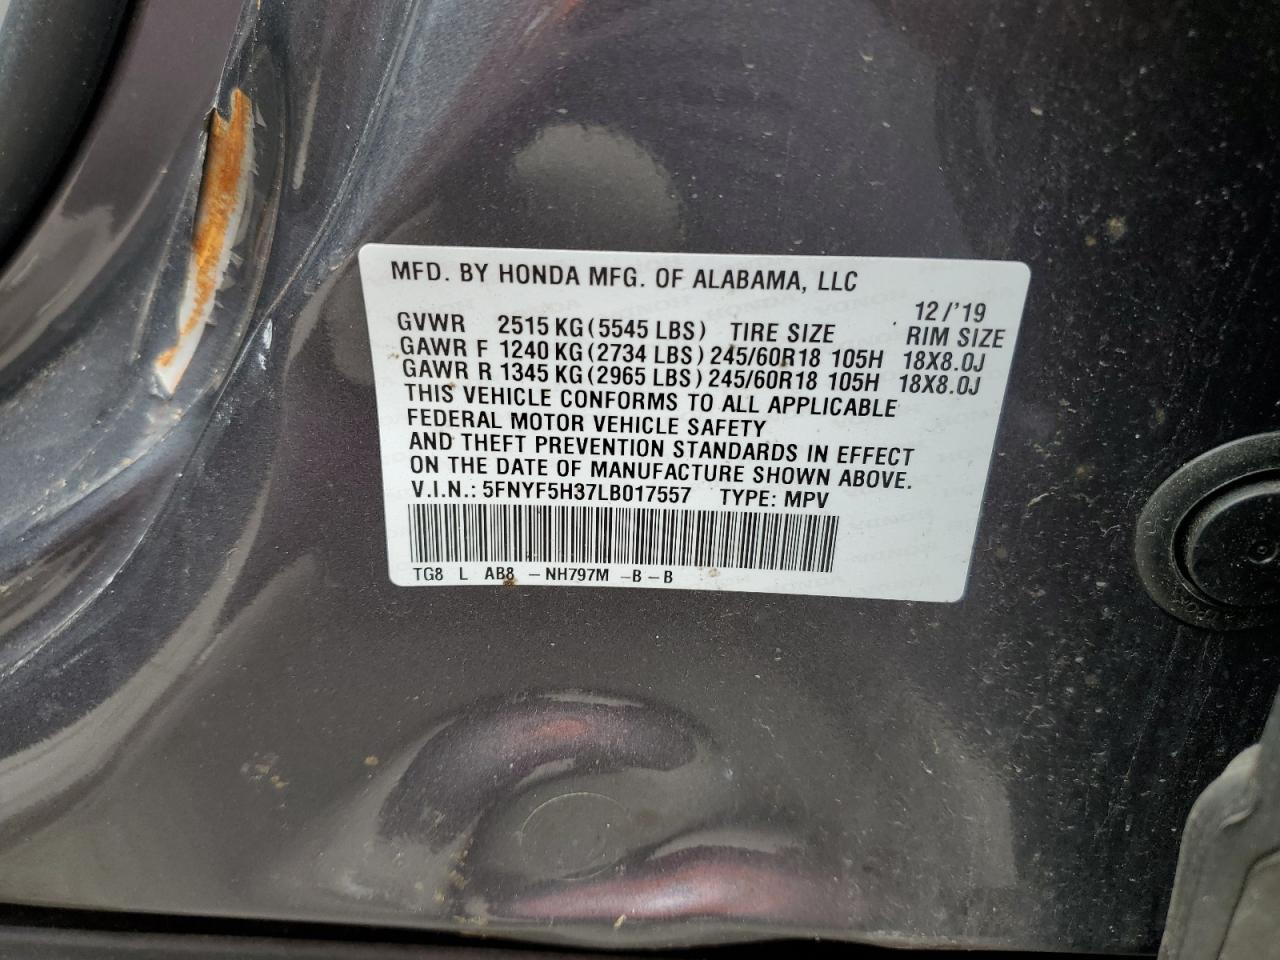 MFD. BY HONDA MFG. OF ALABAMA, LLC
12/'19
GVWR 2515 KG (5545 LBS) TIRE SIZE RIM SIZE
GAWR F 1240 KG (2734 LBS) 245/60R18 105H 18X8.0J
GAWR R 1345 KG (2965 LBS) 245/60R18 105H 18X8.0J
THIS VEHICLE CONFORMS TO ALL APPLICABLE
FEDERAL MOTOR VEHICLE SAFETY
AND THEFT PREVENTION STANDARDS IN EFFECT
ON THE DATE OF MANUFACTURE SHOWN ABOVE.
V.I.N.: 5FNYF5H37LB017557 TYPE: MPV
TG8 L AB8 - NH797M - B - B